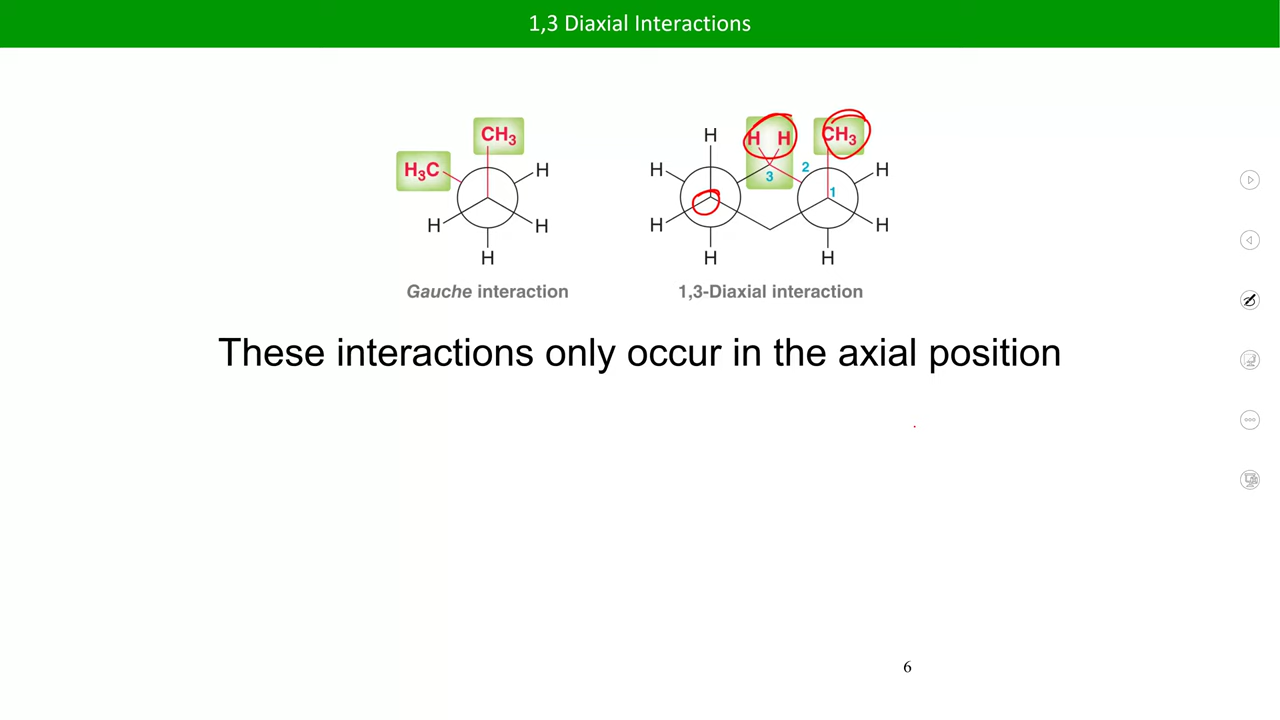 1,3 Diaxial Interactions
CH3
H3C
H
H
H
H
Gauche interaction
H
H H
CH3
H
3
2
1
H
H
H
H
H
1,3-Diaxial interaction
These interactions only occur in the axial position
6